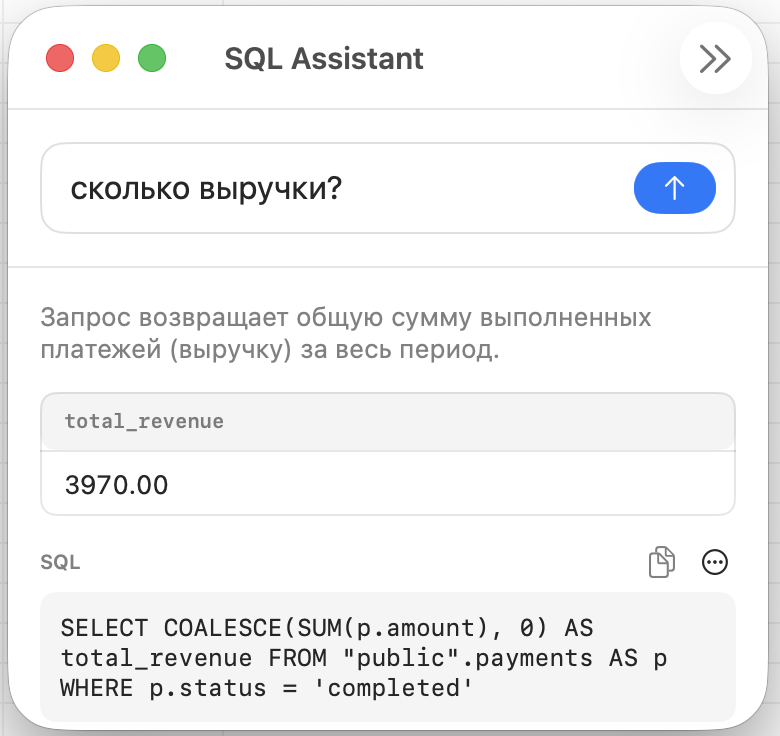 SQL Assistant
сколько выручки?
Запрос возвращает общую сумму выполненных
платежей (выручку) за весь период.
total_revenue
3970.00
SQL
SELECT COALESCE(SUM(p.amount), 0) AS
total_revenue FROM "public".payments AS p
WHERE p.status = 'completed'